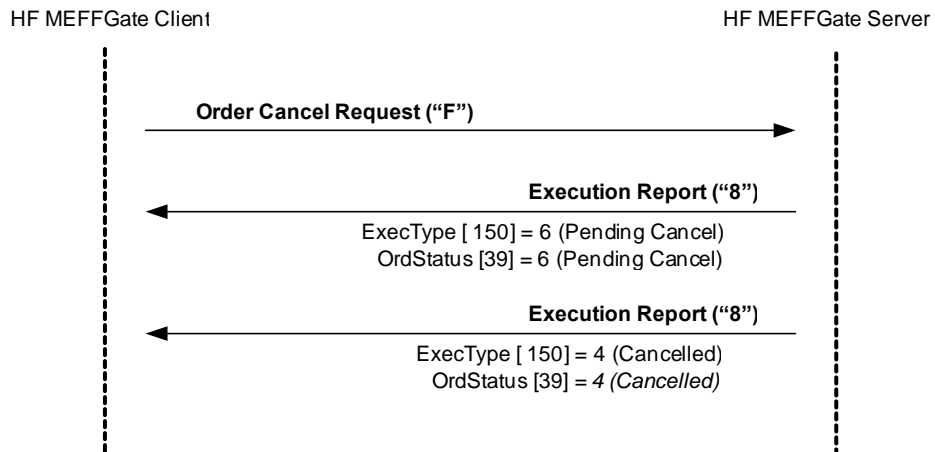 HF MEFFGate Client
HF MEFFGate Server
Order Cancel Request (“F”)
Execution Report (“8”)
ExecType [ 150] = 6 (Pending Cancel)
OrdStatus [39] = 6 (Pending Cancel)
Execution Report (“8”)
ExecType [ 150] = 4 (Cancelled)
OrdStatus [39] = 4 (Cancelled)